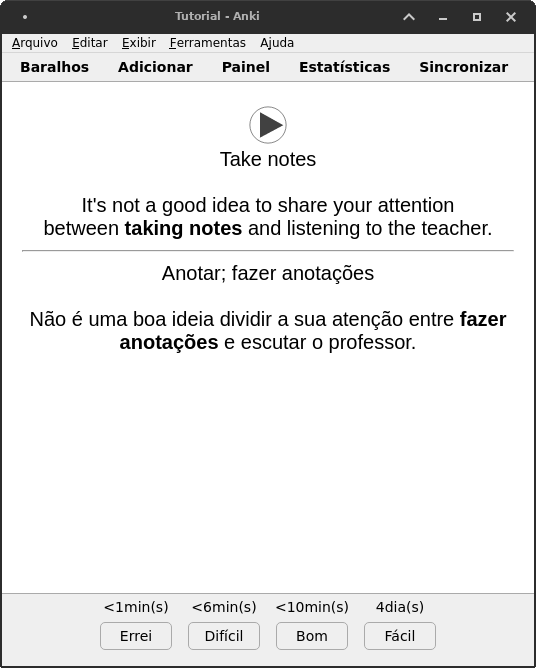 Tutorial - Anki
Arquivo Editar Exibir Ferramentas Ajuda
Baralhos Adicionar Painel Estatísticas Sincronizar
Take notes
It's not a good idea to share your attention
between taking notes and listening to the teacher.
Anotar; fazer anotações
Não é uma boa ideia dividir a sua atenção entre fazer
anotações e escutar o professor.
<1min(s) <6min(s) <10min(s) 4dia(s)
Errei Difícil Bom Fácil